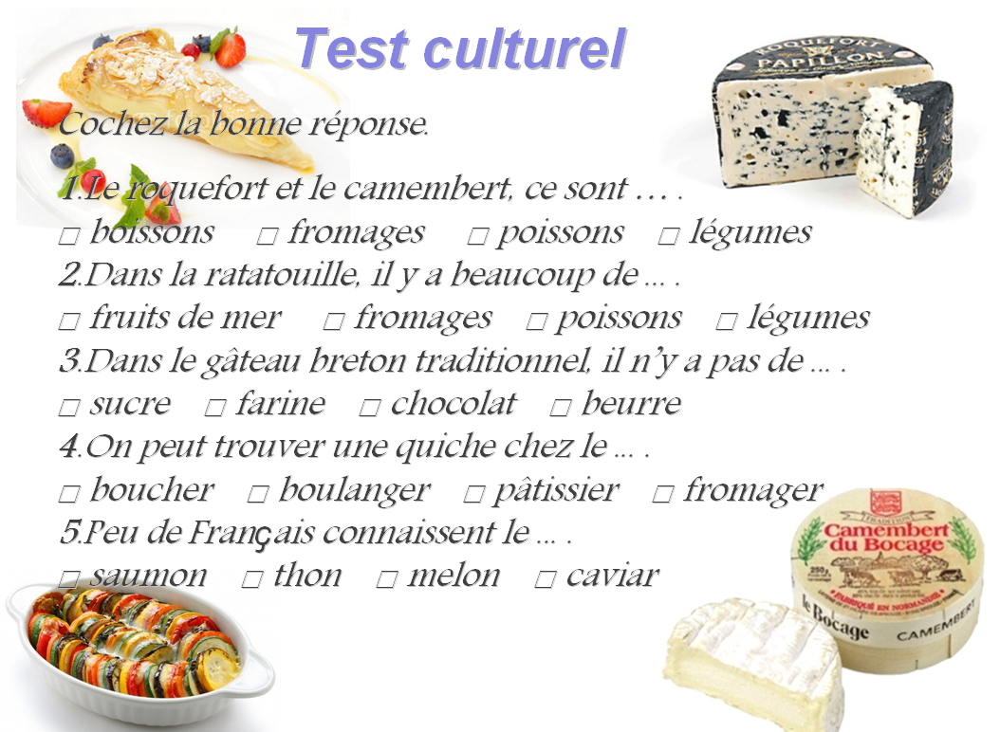 Test culturel
Cochez la bonne réponse.
1.Le roquefort et le camembert, ce sont … .
□ boissons □ fromages □ poissons □ légumes
2.Dans la ratatouille, il y a beaucoup de ... .
□ fruits de mer □ fromages □ poissons □ légumes
3.Dans le gâteau breton traditionnel, il n’y a pas de ... .
□ sucre □ farine □ chocolat □ beurre
4.On peut trouver une quiche chez le ... .
□ boucher □ boulanger □ pâtissier □ fromager
5.Peu de Français connaissent le ... .
□ saumon □ thon □ melon □ caviar
ROQUEFORT
PAPILLON
TRADITION
Camembert
du Bocage
250g
FABRIQUÉ EN NORMANDIE
le Bocage
CAMEMBERT